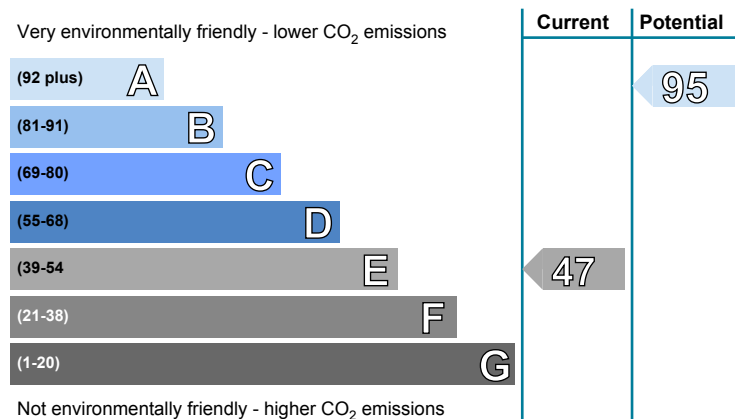 Very environmentally friendly - lower CO2 emissions
Current
Potential
(92 plus) A
95
(81-91) B
(69-80) C
(55-68) D
(39-54 E
47
(21-38) F
(1-20) G
Not environmentally friendly - higher CO2 emissions